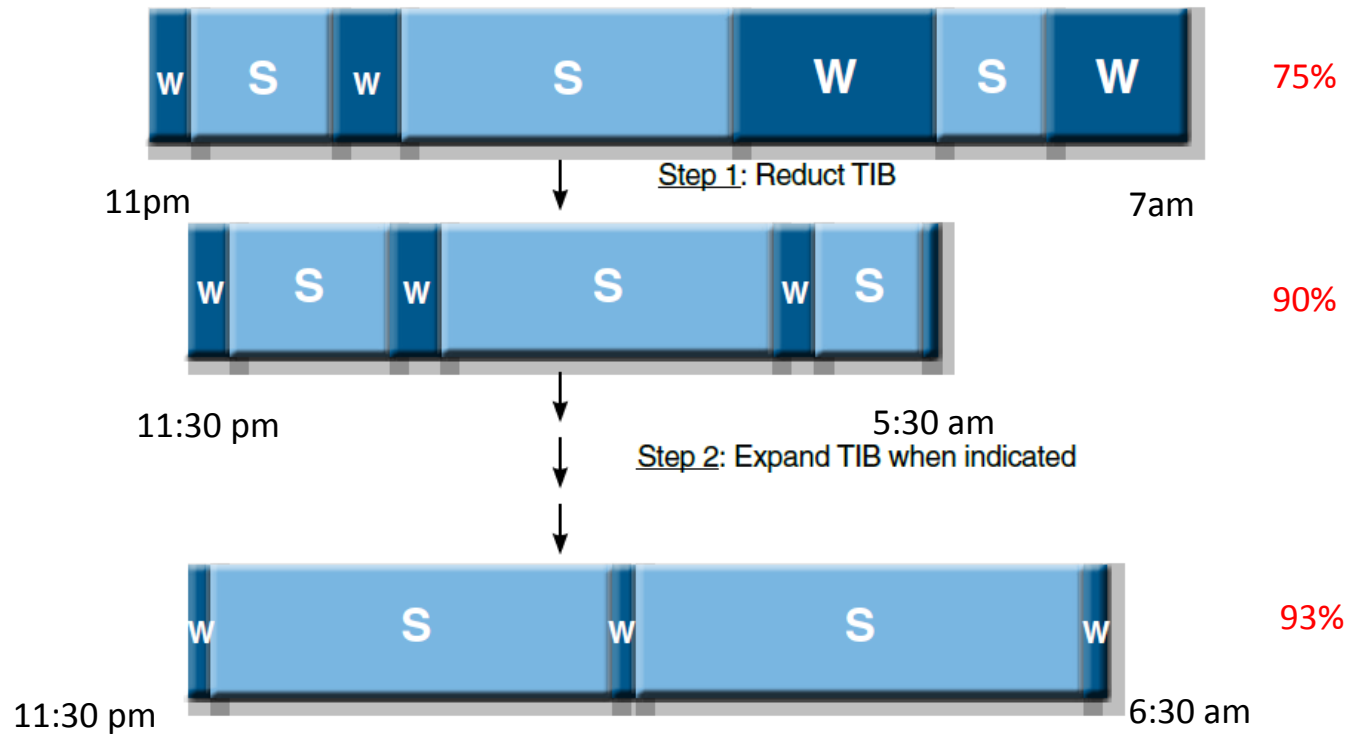 W S W S W S W 75%
Step 1: Reduct TIB
11pm 7am
W S W S W S 90%
11:30 pm 5:30 am
Step 2: Expand TIB when indicated
W S W S W 93%
11:30 pm 6:30 am